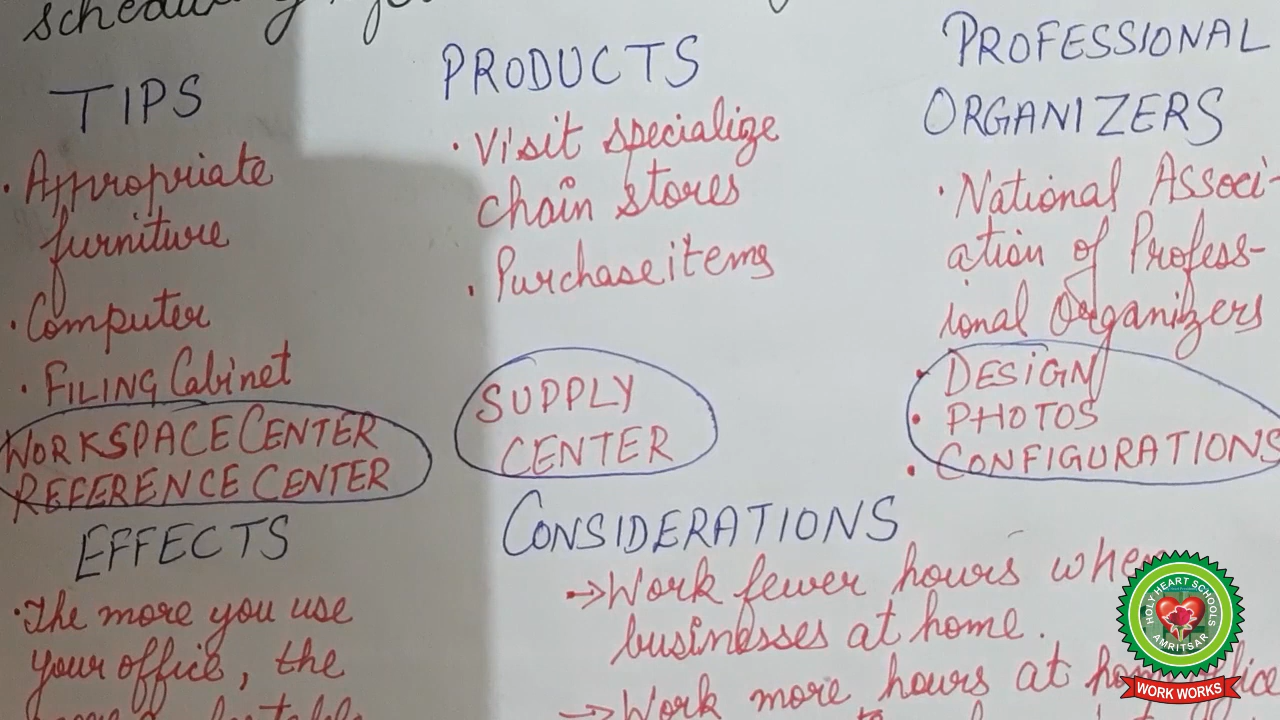 scheduling
TIPS
• Appropriate
furniture
• Computer
• FILING Cabinet
WORKSPACE CENTER
REFERENCE CENTER
PRODUCTS
• Visit specialize
chain stores
• Purchase items
SUPPLY
CENTER
PROFESSIONAL
ORGANIZERS
• National Associ-
ation of Profess-
ional Organizers
• DESIGN
• PHOTOS
• CONFIGURATIONS
EFFECTS
• The more you use
your office, the
CONSIDERATIONS
→ Work fewer hours when
businesses at home.
→ Work more hours at home office
HOLY HEART SCHOOLS
AMRITSAR
WORK WORKS